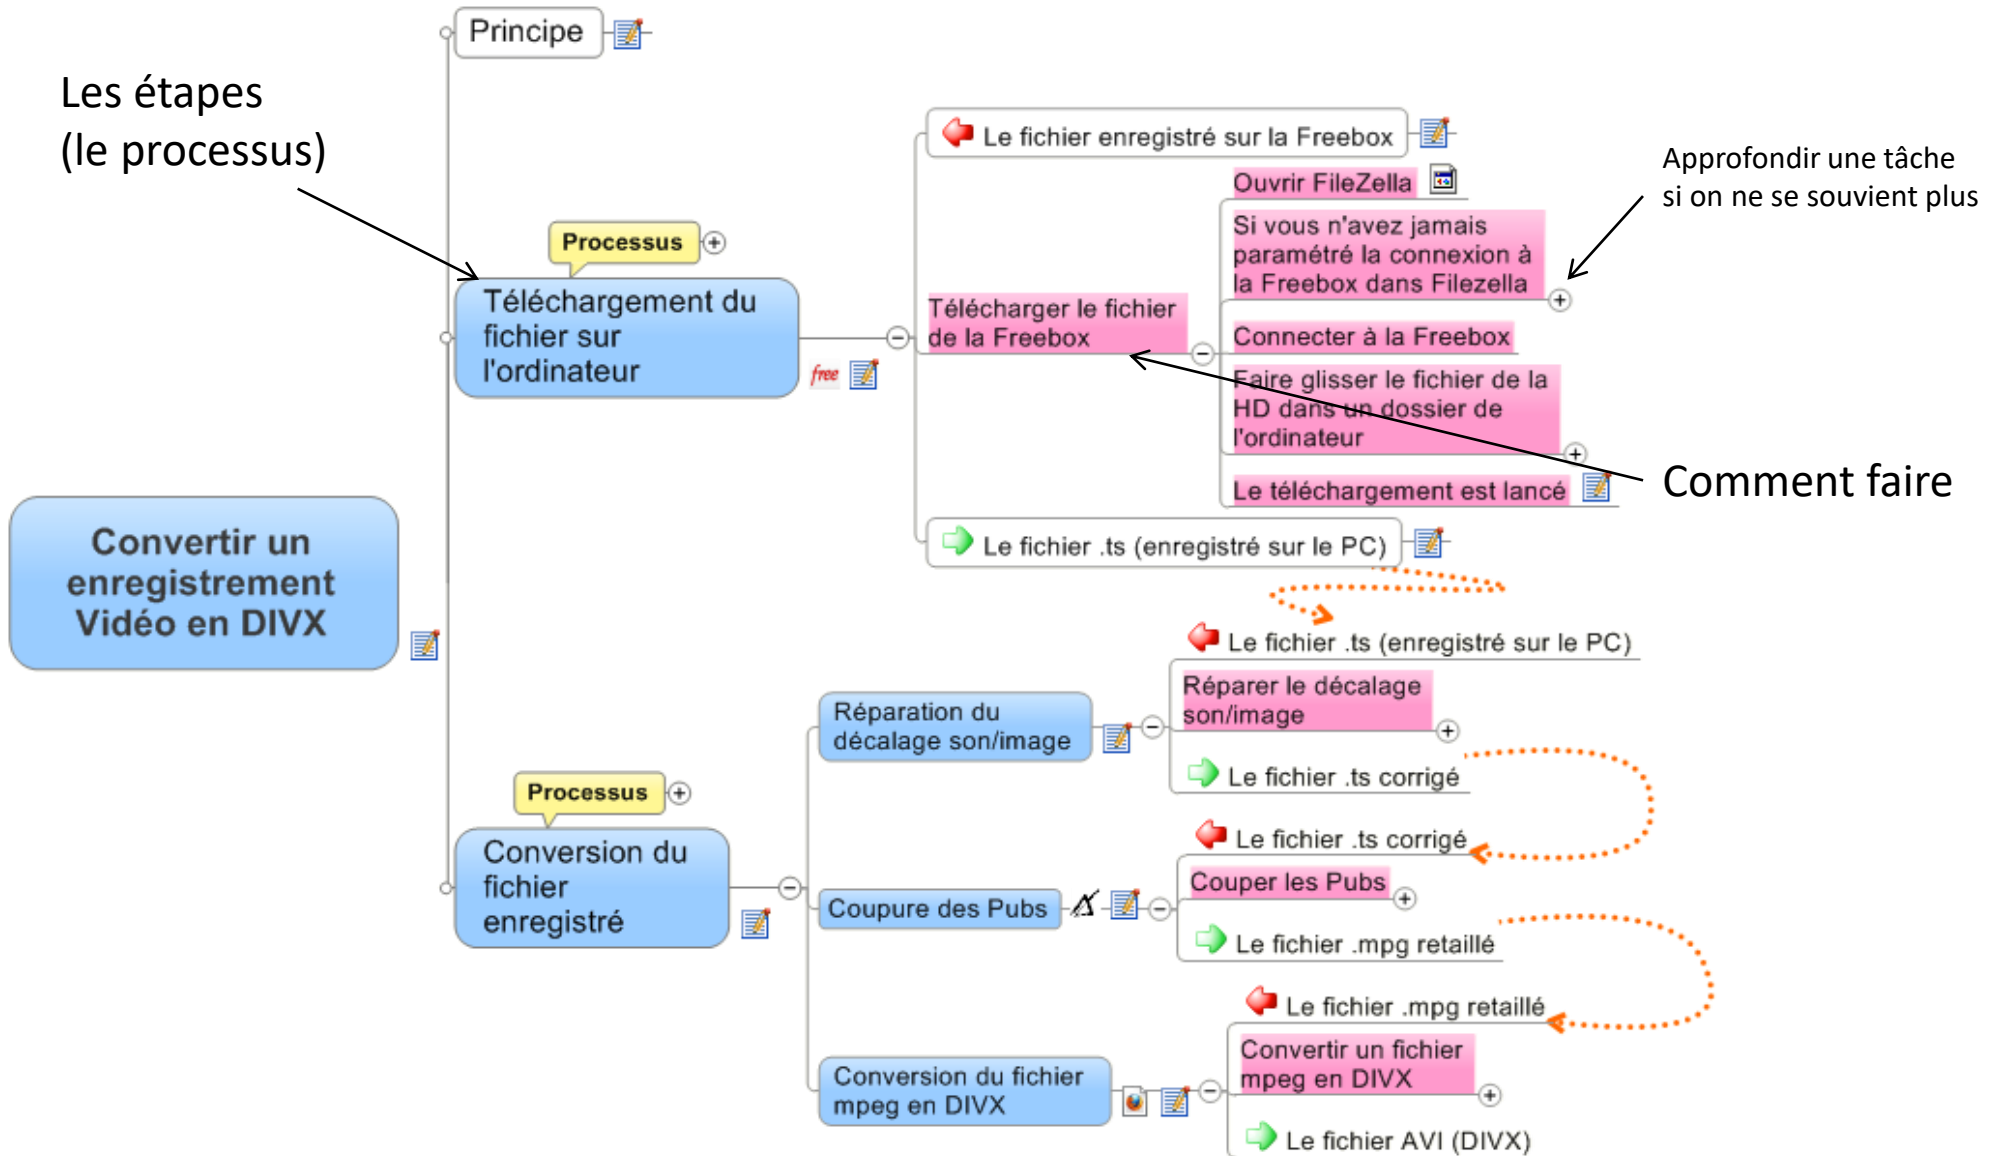 Principe
Les étapes
(le processus)
Le fichier enregistré sur la Freebox
Approfondir une tâche
si on ne se souvient plus
Ouvrir FileZella
Si vous n'avez jamais
paramétré la connexion à
la Freebox dans Filezella
Processus
Téléchargement du
fichier sur
l'ordinateur
free
Télécharger le fichier
de la Freebox
Connecter à la Freebox
Faire glisser le fichier de la
HD dans un dossier de
l'ordinateur
Le téléchargement est lancé
Comment faire
Le fichier .ts (enregistré sur le PC)
Convertir un
enregistrement
Vidéo en DIVX
Le fichier .ts (enregistré sur le PC)
Réparation du
décalage son/image
Réparer le décalage
son/image
Le fichier .ts corrigé
Processus
Conversion du
fichier
enregistré
Le fichier .ts corrigé
Coupure des Pubs
Couper les Pubs
Le fichier .mpg retaillé
Le fichier .mpg retaillé
Conversion du fichier
mpeg en DIVX
Convertir un fichier
mpeg en DIVX
Le fichier AVI (DIVX)